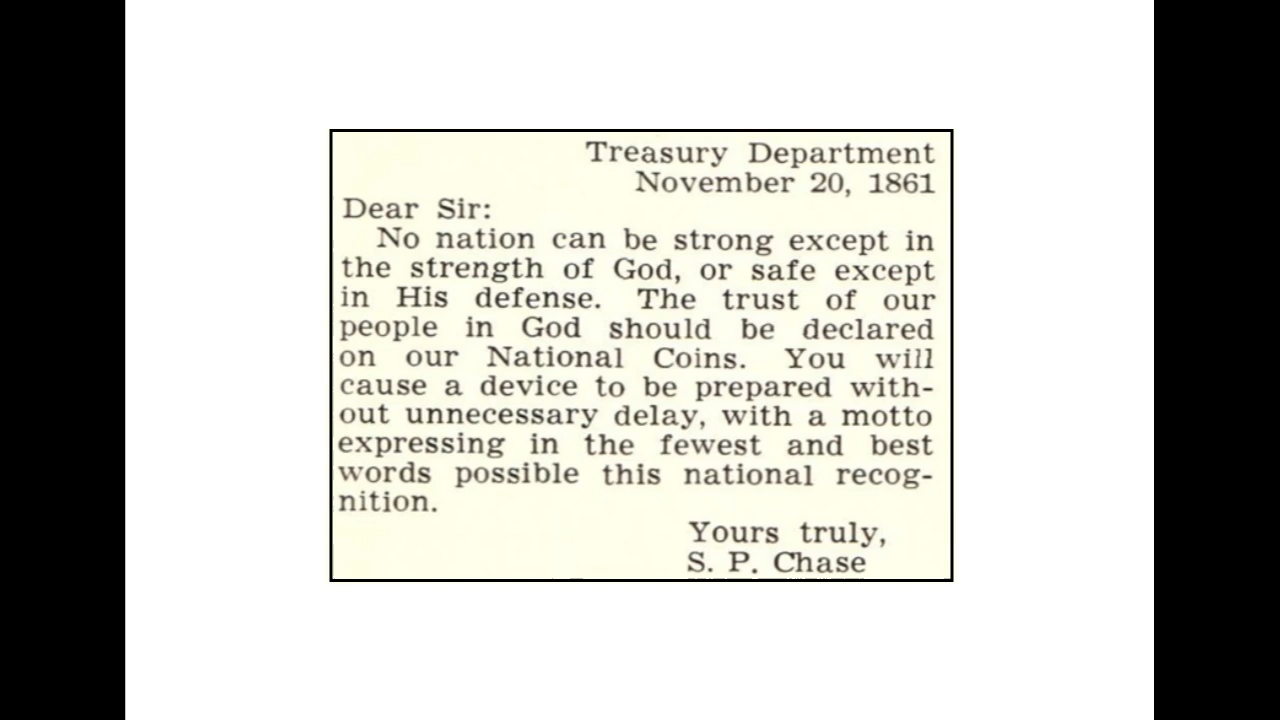 Treasury Department
November 20, 1861
Dear Sir:
No nation can be strong except in
the strength of God, or safe except
in His defense. The trust of our
people in God should be declared
on our National Coins. You will
cause a device to be prepared with-
out unnecessary delay, with a motto
expressing in the fewest and best
words possible this national recog-
nition.
Yours truly,
S. P. Chase